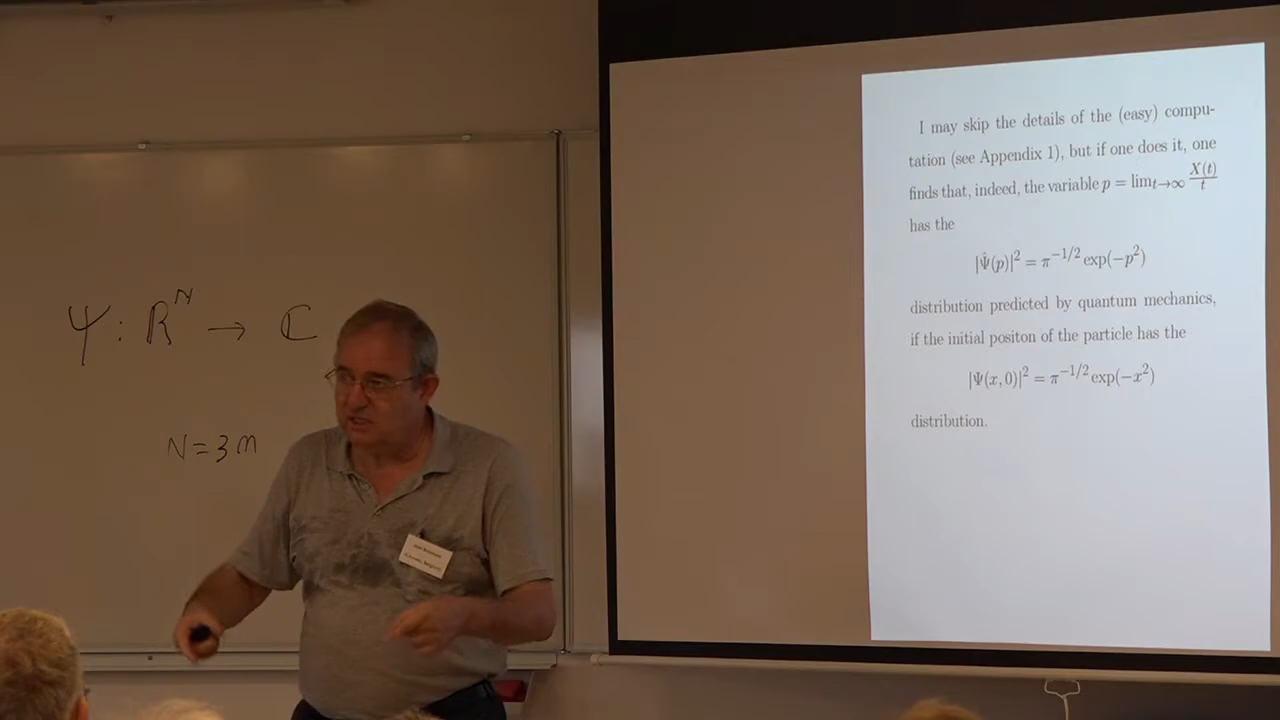 Ψ : R^N → C
N = 3 m
I may skip the details of the (easy) compu-
tation (see Appendix 1), but if one does it, one
finds that, indeed, the variable p = lim_{t→∞} X(t)/t
has the
|Ψ̂(p)|² = π^{-1/2} exp(−p²)
distribution predicted by quantum mechanics,
if the initial positon of the particle has the
|Ψ(x, 0)|² = π^{-1/2} exp(−x²)
distribution.